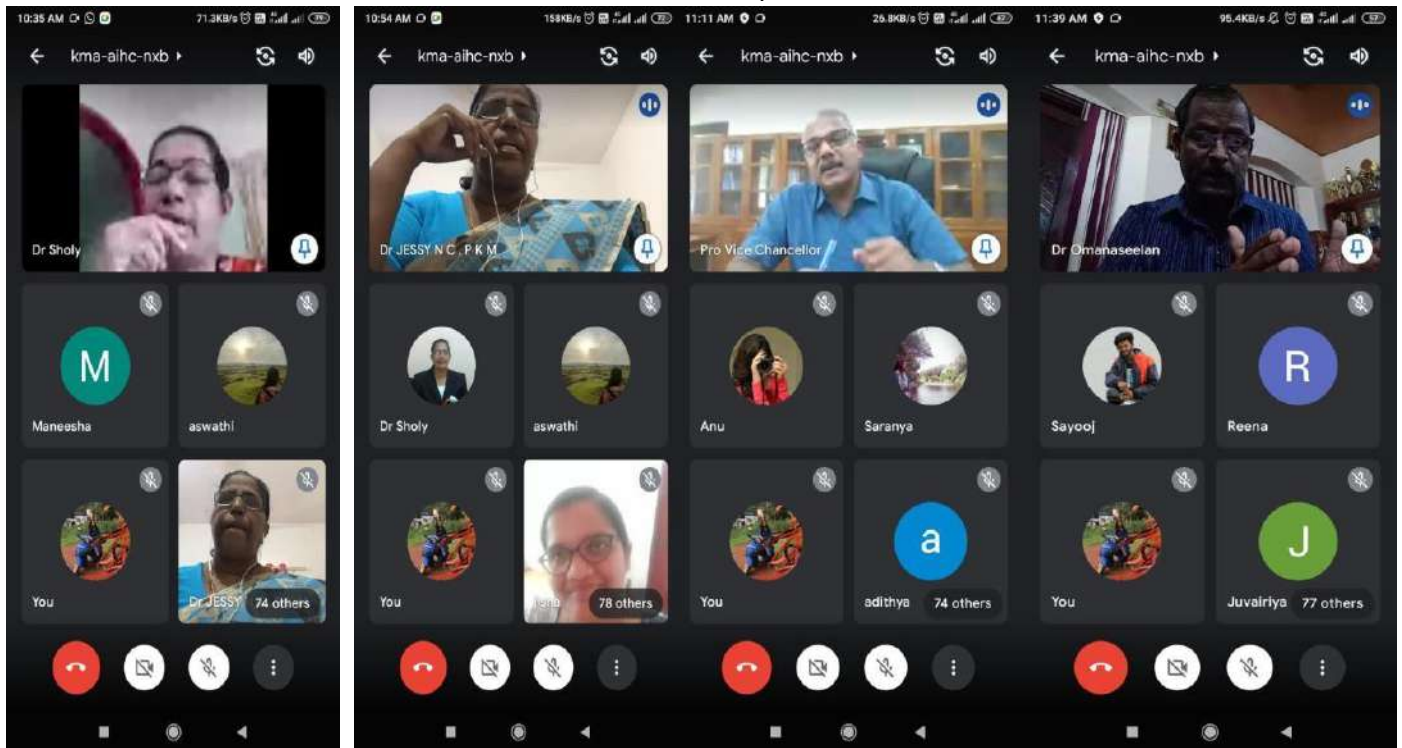 10:35 AM
71.3KB/s
79
kma-aihc-nxb
Dr Sholy
M
Maneesha
aswathi
You
Dr JESSY
74 others
10:54 AM
158KB/s
kma-aihc-nxb
Dr JESSY N C , P K M
Dr Sholy
aswathi
You
78 others
11:11 AM
26.8KB/s
kma-aihc-nxb
Pro Vice Chancellor
Anu
Saranya
You
a
adithya
74 others
11:39 AM
95.4KB/s
57
kma-aihc-nxb
Dr Omanaseelan
Sayooj
R
Reena
You
J
Juvairiya
77 others